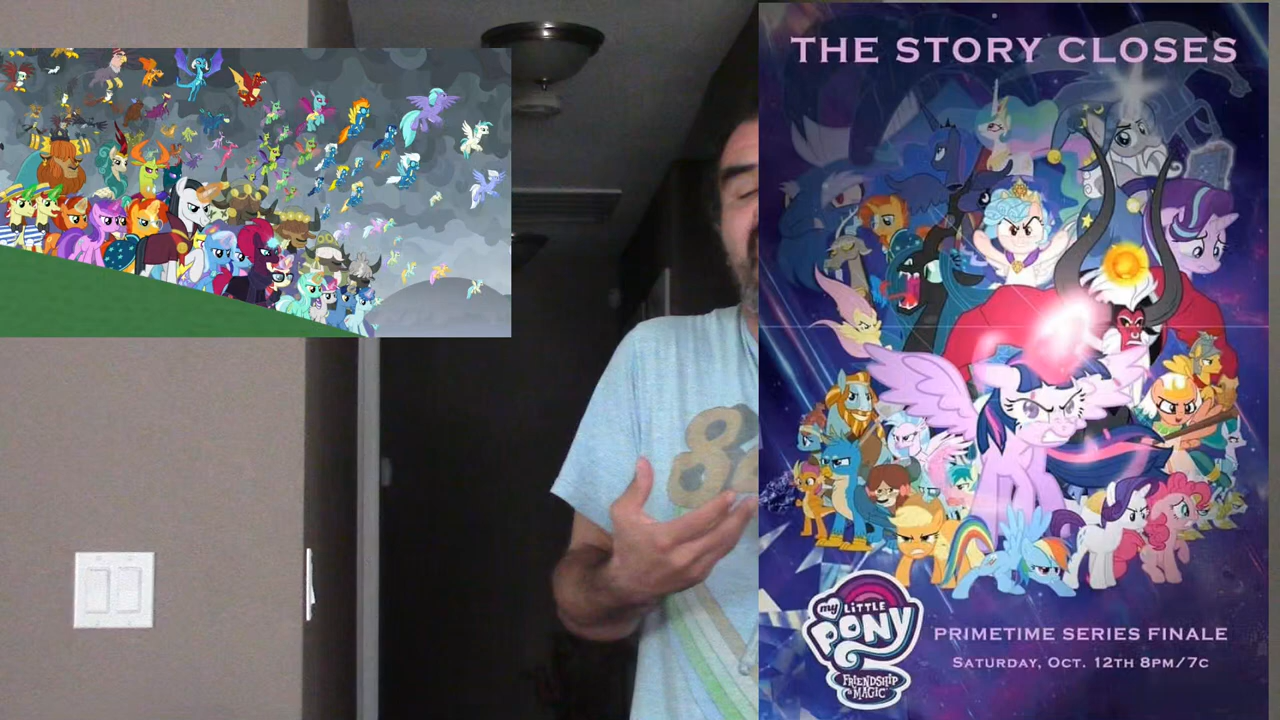 THE STORY CLOSES
my LiTTLE
PONY
FRIENDSHIP
IS
MAGIC
PRIMETIME SERIES FINALE
SATURDAY, OCT. 12TH 8PM/7C